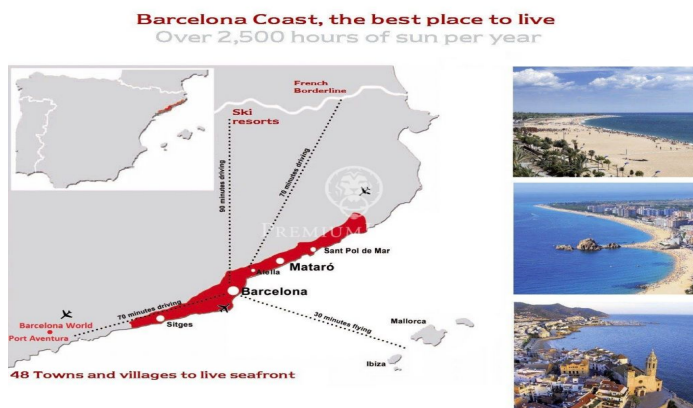 Barcelona Coast, the best place to live
Over 2,500 hours of sun per year
French
Borderline
Ski
resorts
90 minutes driving
70 minutes driving
PREMIUM
Sant Pol de Mar
Mataró
Alella
Barcelona
70 minutes driving
30 minutes flying
Barcelona World
Port Aventura
Sitges
Mallorca
Ibiza
48 Towns and villages to live seafront